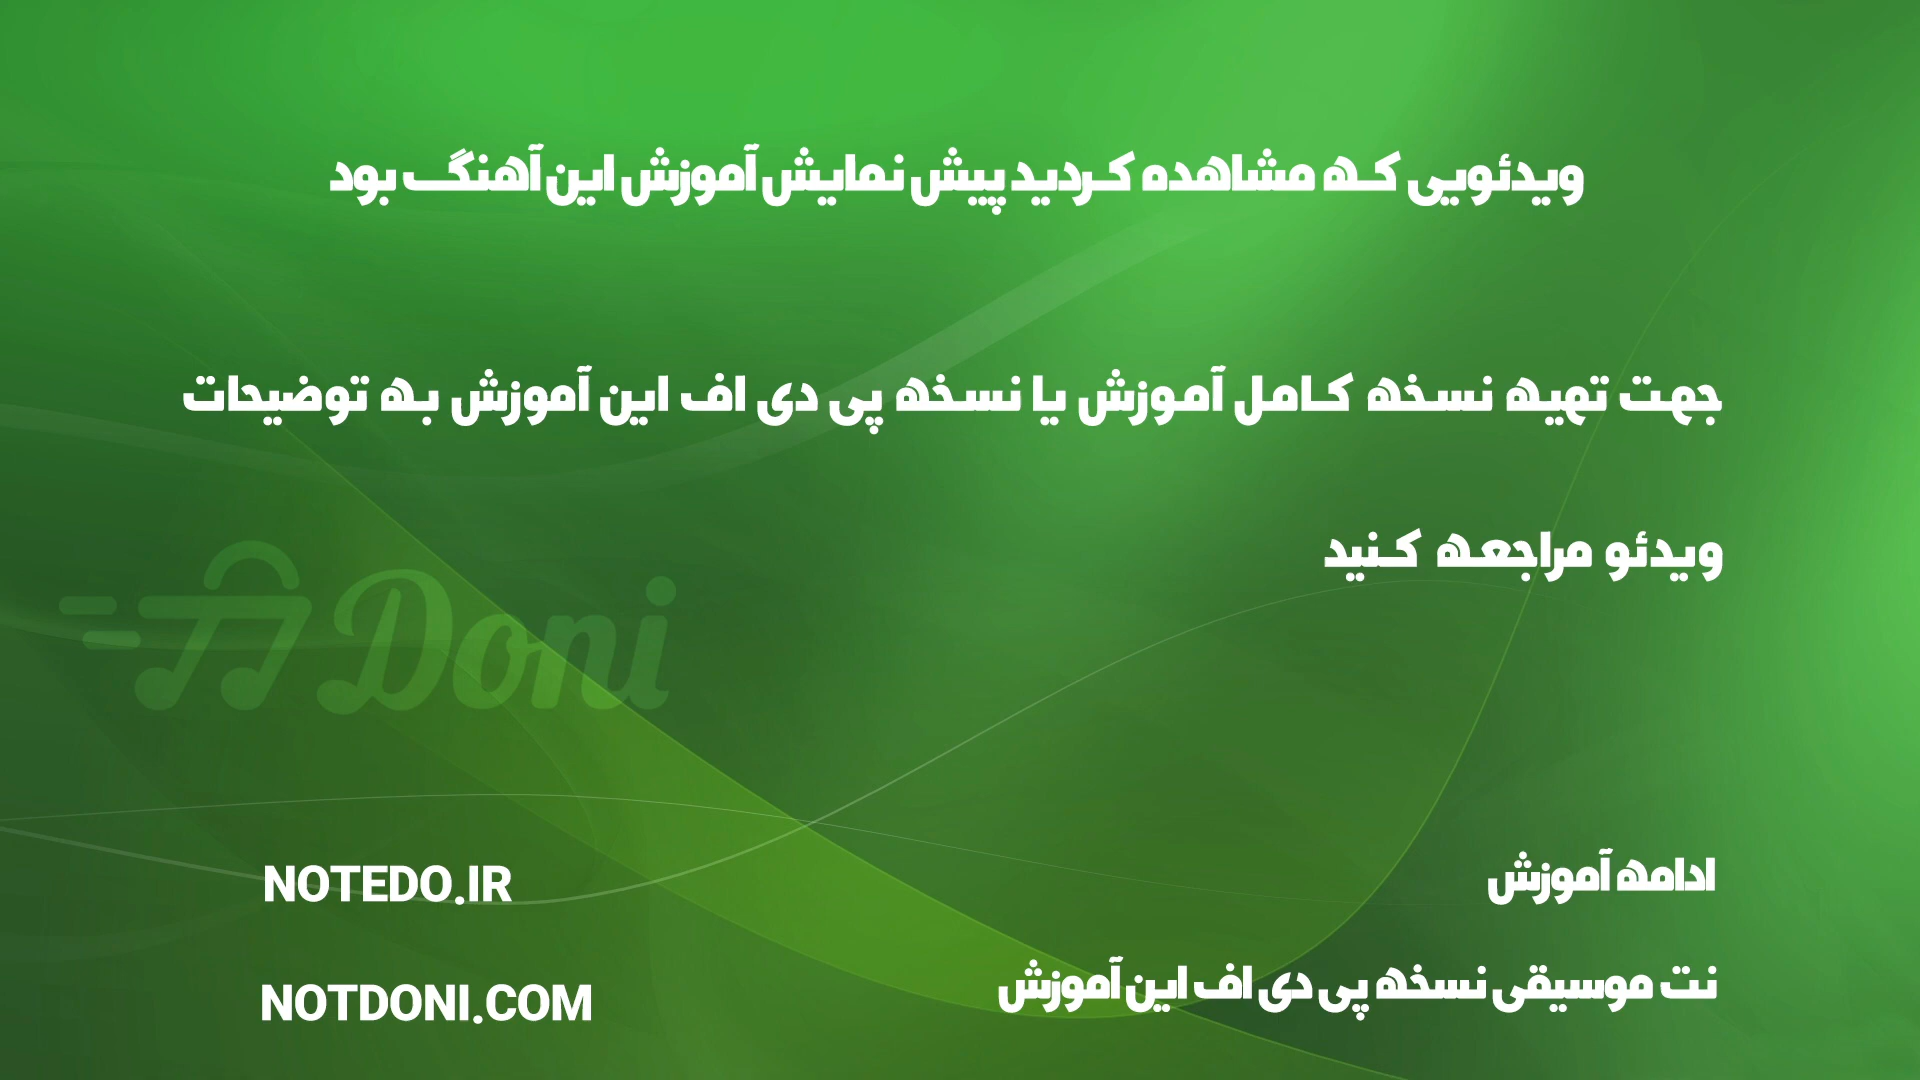 ویدئویی که مشاهده کردید پیش نمایش آموزش این آهنگ بود
جهت تهیه نسخه کامل آموزش یا نسخه پی دی اف این آموزش به توضیحات
ویدئو مراجعه کنید
Doni
ادامه آموزش
NOTEDO.IR
نت موسیقی نسخه پی دی اف این آموزش
NOTDONI.COM